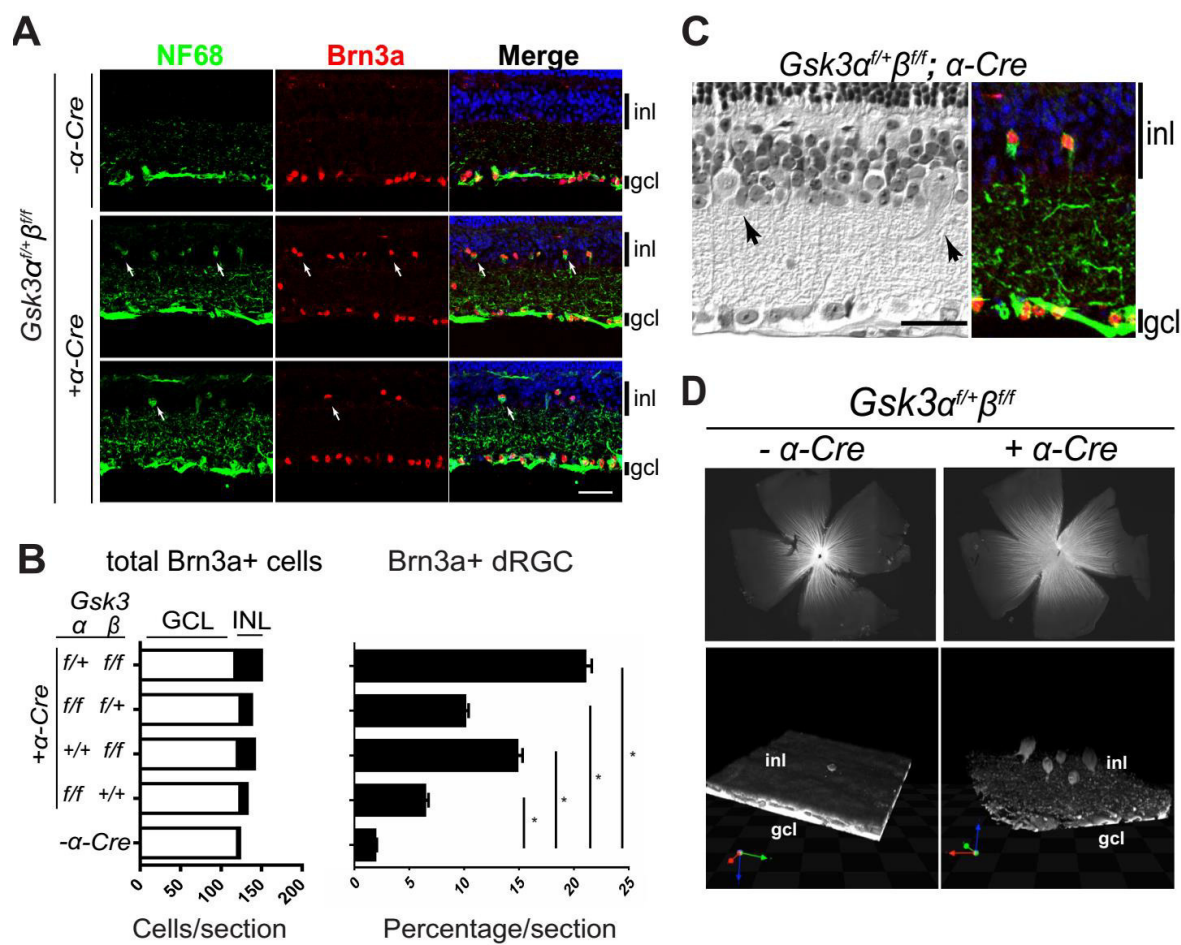 A
NF68 Brn3a Merge
Gsk3αf/+βf/f
-α-Cre
inl
gcl
+α-Cre
inl
gcl
inl
gcl
B
total Brn3a+ cells Brn3a+ dRGC
Gsk3
α β
GCL INL
+α-Cre
f/+ f/f
f/f f/+
+/+ f/f
f/f +/+
-α-Cre
* * * *
0 50 100 150 200
0 5 10 15 20 25
Cells/section Percentage/section
C
Gsk3αf/+βf/f; α-Cre
inl
gcl
D
Gsk3αf/+βf/f
- α-Cre + α-Cre
inl
gcl
inl
gcl